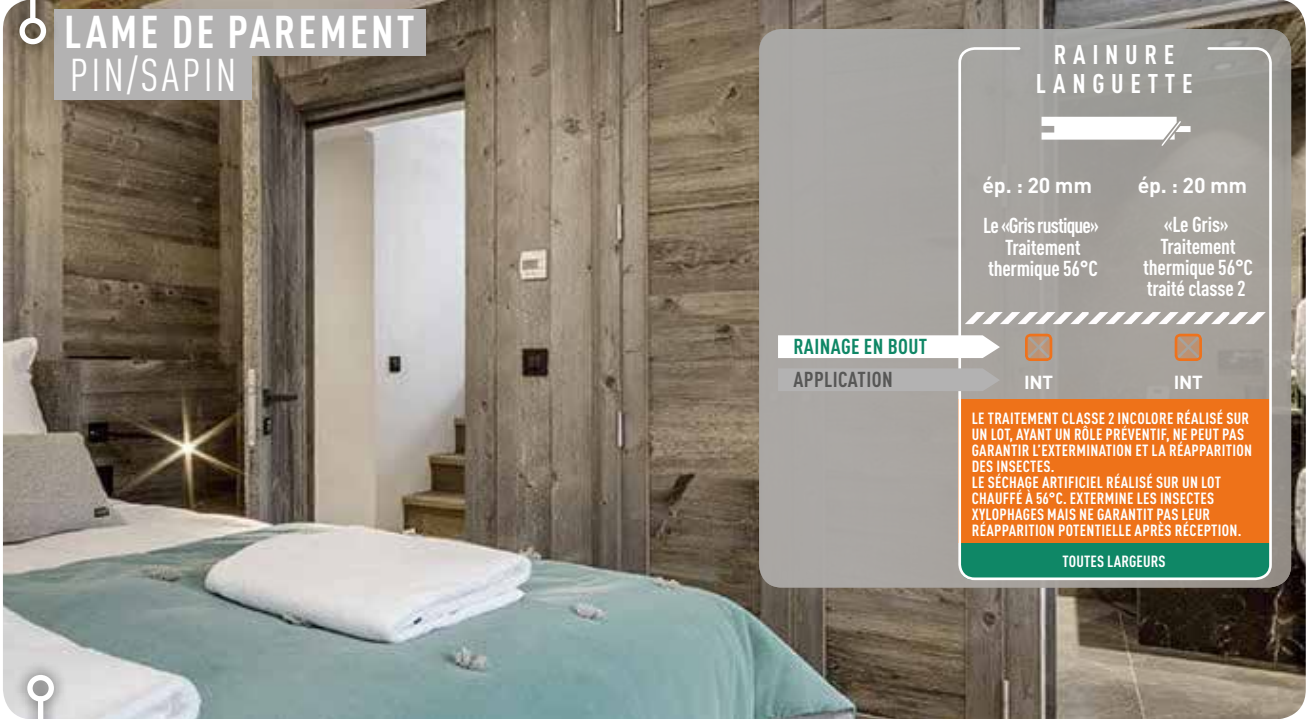 LAME DE PAREMENT
PIN/SAPIN
RAINURE
LANGUETTE
ép. : 20 mm
ép. : 20 mm
Le «Gris rustique»
Traitement
thermique 56°C
«Le Gris»
Traitement
thermique 56°C
traité classe 2
RAINAGE EN BOUT
APPLICATION
INT
INT
LE TRAITEMENT CLASSE 2 INCOLORE RÉALISÉ SUR
UN LOT, AYANT UN RÔLE PRÉVENTIF, NE PEUT PAS
GARANTIR L'EXTERMINATION ET LA RÉAPPARITION
DES INSECTES.
LE SÉCHAGE ARTIFICIEL RÉALISÉ SUR UN LOT
CHAUFFÉ À 56°C. EXTERMINE LES INSECTES
XYLOPHAGES MAIS NE GARANTIT PAS LEUR
RÉAPPARITION POTENTIELLE APRÈS RÉCEPTION.
TOUTES LARGEURS